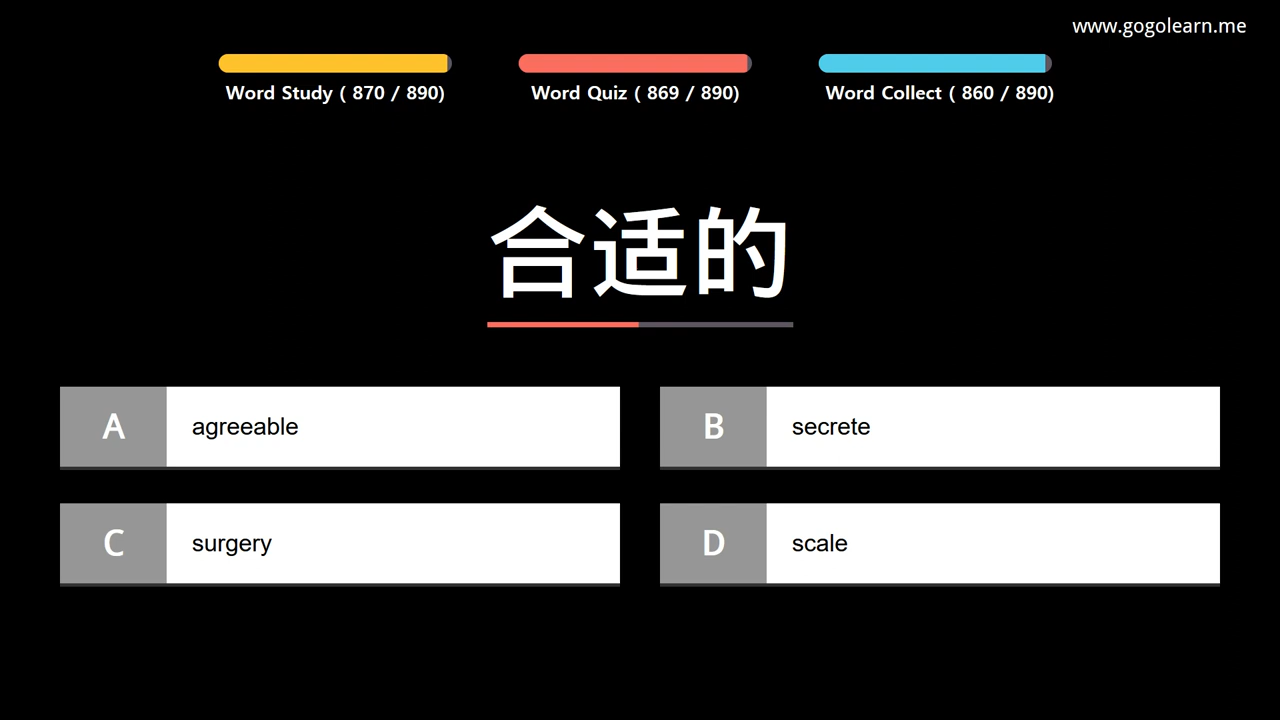 www.gogolearn.me
Word Study ( 870 / 890)
Word Quiz ( 869 / 890)
Word Collect ( 860 / 890)
合适的
A agreeable
B secrete
C surgery
D scale